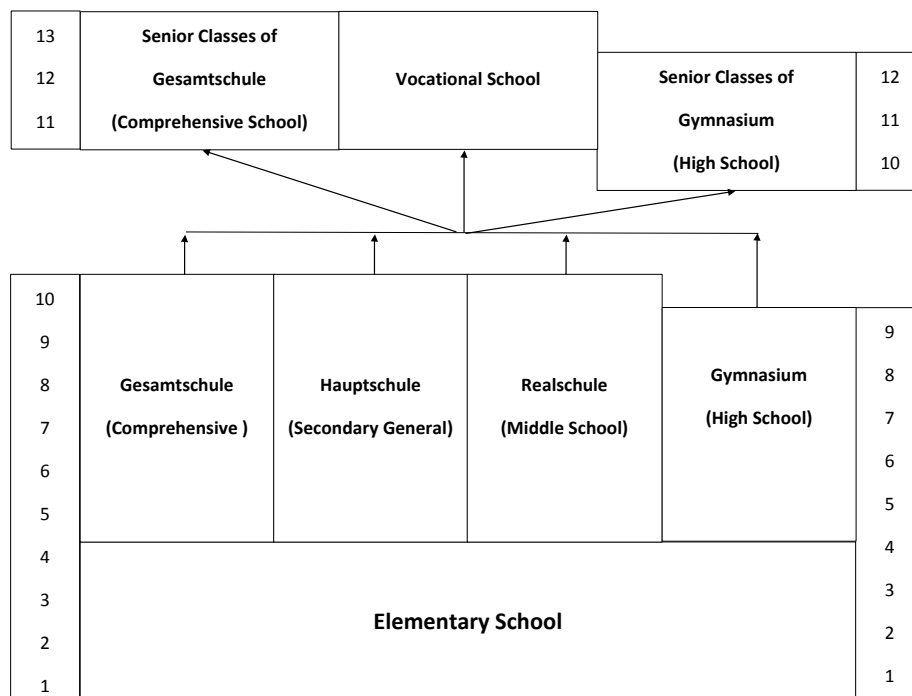 13
12
11
Senior Classes of
Gesamtschule
(Comprehensive School)
Vocational School
Senior Classes of
Gymnasium
(High School)
12
11
10
10
9
8
7
6
5
4
3
2
1
Gesamtschule
(Comprehensive )
Hauptschule
(Secondary General)
Realschule
(Middle School)
Gymnasium
(High School)
9
8
7
6
5
4
3
2
1
Elementary School